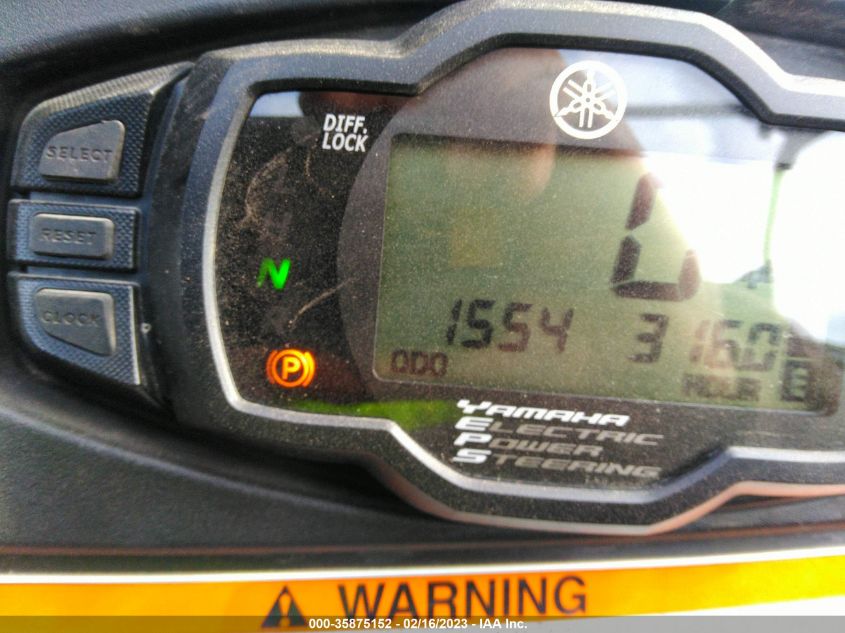 SELECT
RESET
CLOCK
DIFF.
LOCK
N
P
0
1554
3160
ODO
HOUR
E
YAMAHA
ELECTRIC
POWER
STEERING
WARNING
000-35875152 - 02/16/2023 - IAA Inc.